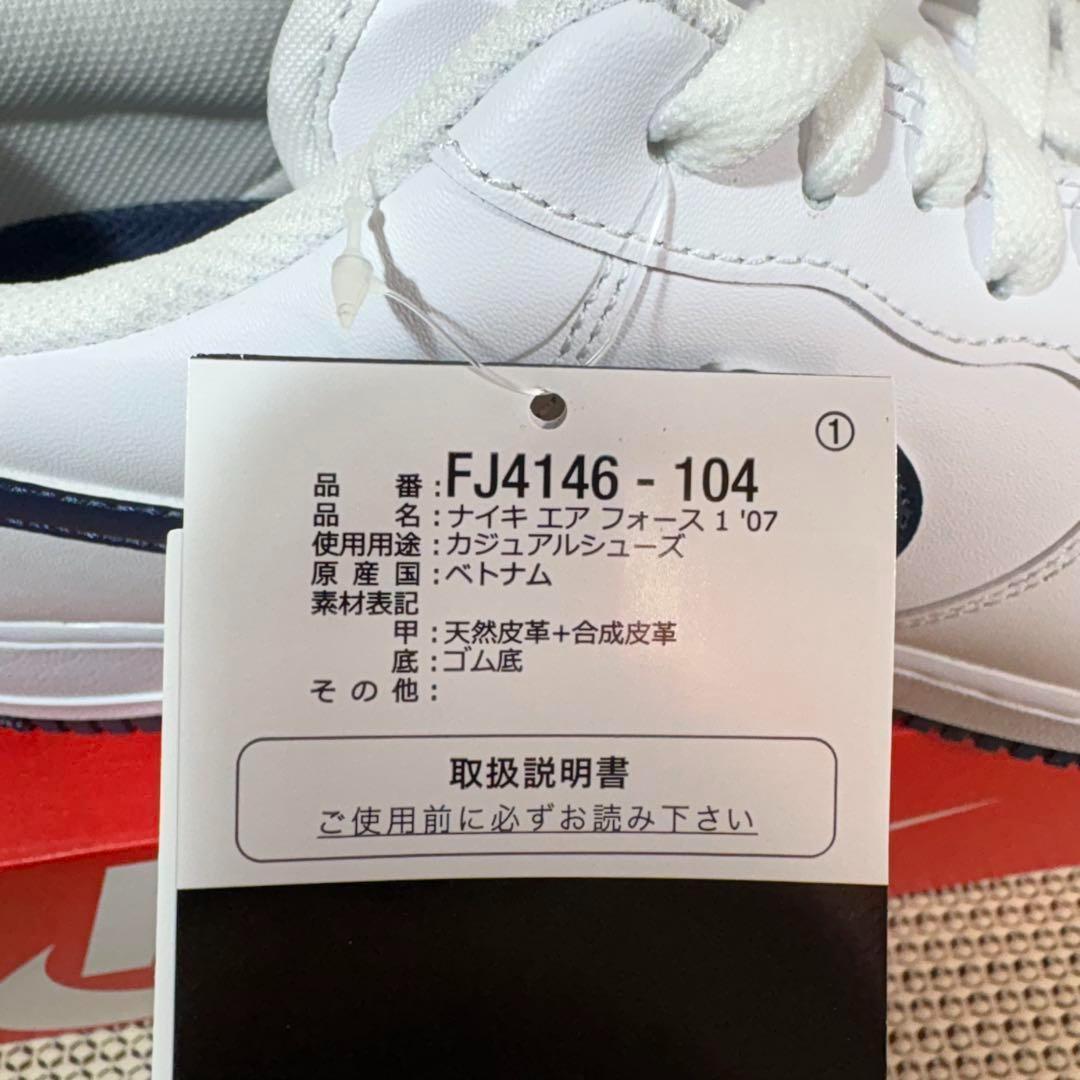 ①
品番:FJ4146 - 104
品名:ナイキ エア フォース 1 '07
使用用途:カジュアルシューズ
原産国:ベトナム
素材表記
甲:天然皮革+合成皮革
底:ゴム底
その他:
取扱説明書
ご使用前に必ずお読み下さい